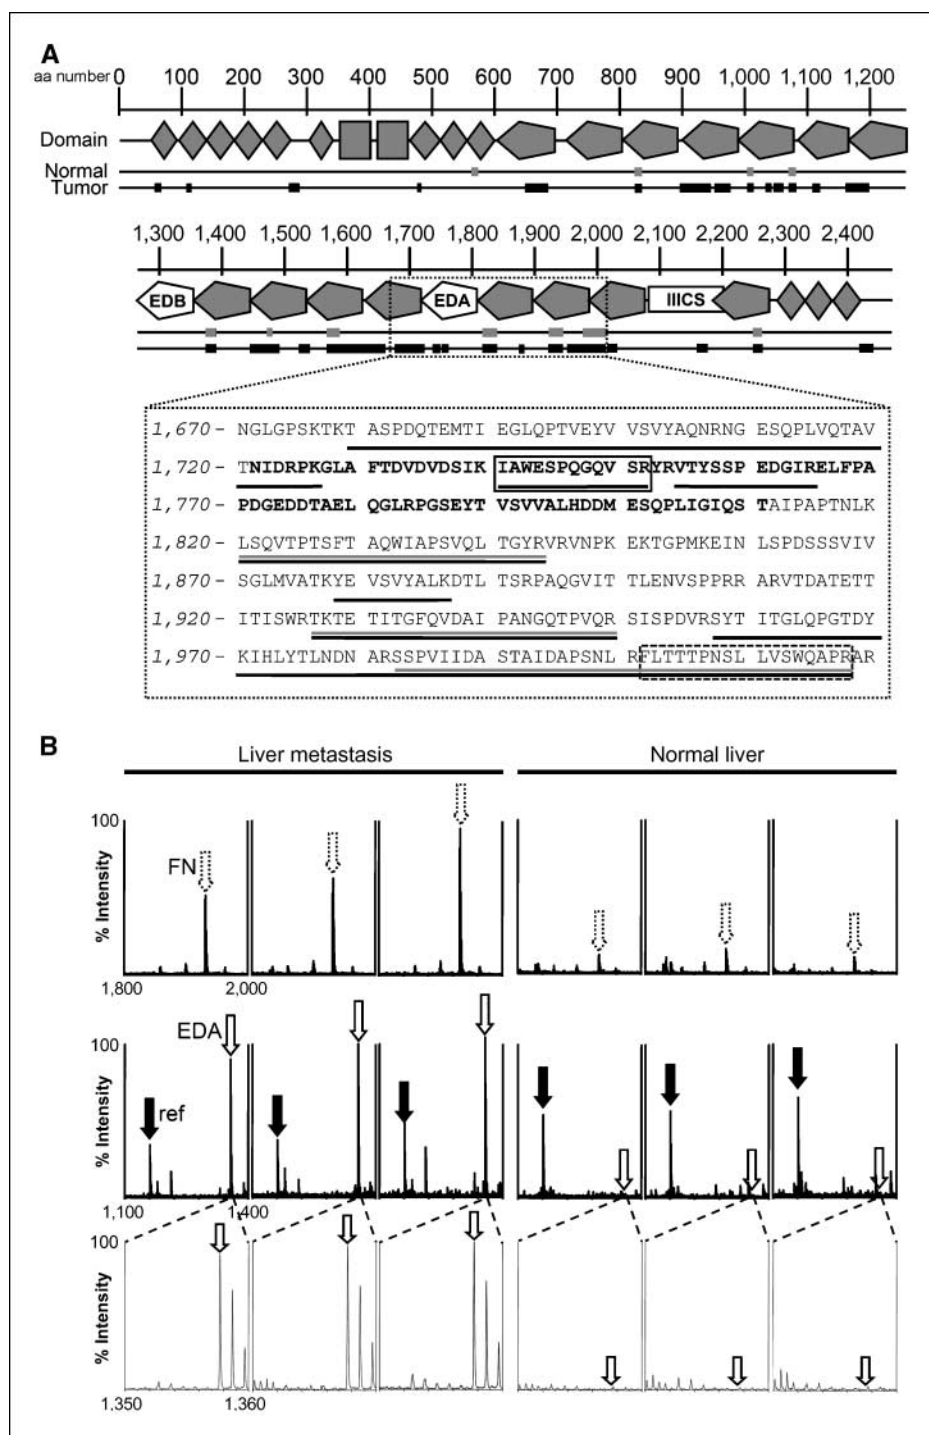 A
aa number 0 100 200 300 400 500 600 700 800 900 1,000 1,100 1,200
Domain
Normal
Tumor
1,300 1,400 1,500 1,600 1,700 1,800 1,900 2,000 2,100 2,200 2,300 2,400
EDB EDA IIICS
1,670- NGLGPSKTKT ASPDQTEMTI EGLQPTVEYV VSVYAQNRNG ESQPLVQTAV
1,720- TNIDRPKGLA FTDVDVDSIK IAWESPQGQV SRYRVTYSSP EDGIRELFPA
1,770- PDGEDDTAEL QGLRPGSEYT VSVVALHDDM ESQPLIGIQS TAIPAPTNLK
1,820- LSQVTPTSFT AQWIAPSVQL TGYRVRVNPK EKTGPMKEIN LSPDSSSVIV
1,870- SGLMVATKYE VSVYALKDTL TSRPAQGVIT TLENVSPPRR ARVTDATETT
1,920- ITISWRTKTE TITGFQVDAI PANGQTPVQR SISPDVRSYT ITGLQPGTDY
1,970- KIHLYTLNDN ARSSPVIIDA STAIDAPSNL RFLTTTPNSL LVSWQAPRAR
B
Liver metastasis Normal liver
100
% Intensity
FN
1,800 2,000
100
% Intensity
EDA
ref
1,100 1,400
100
% Intensity
1,350 1,360